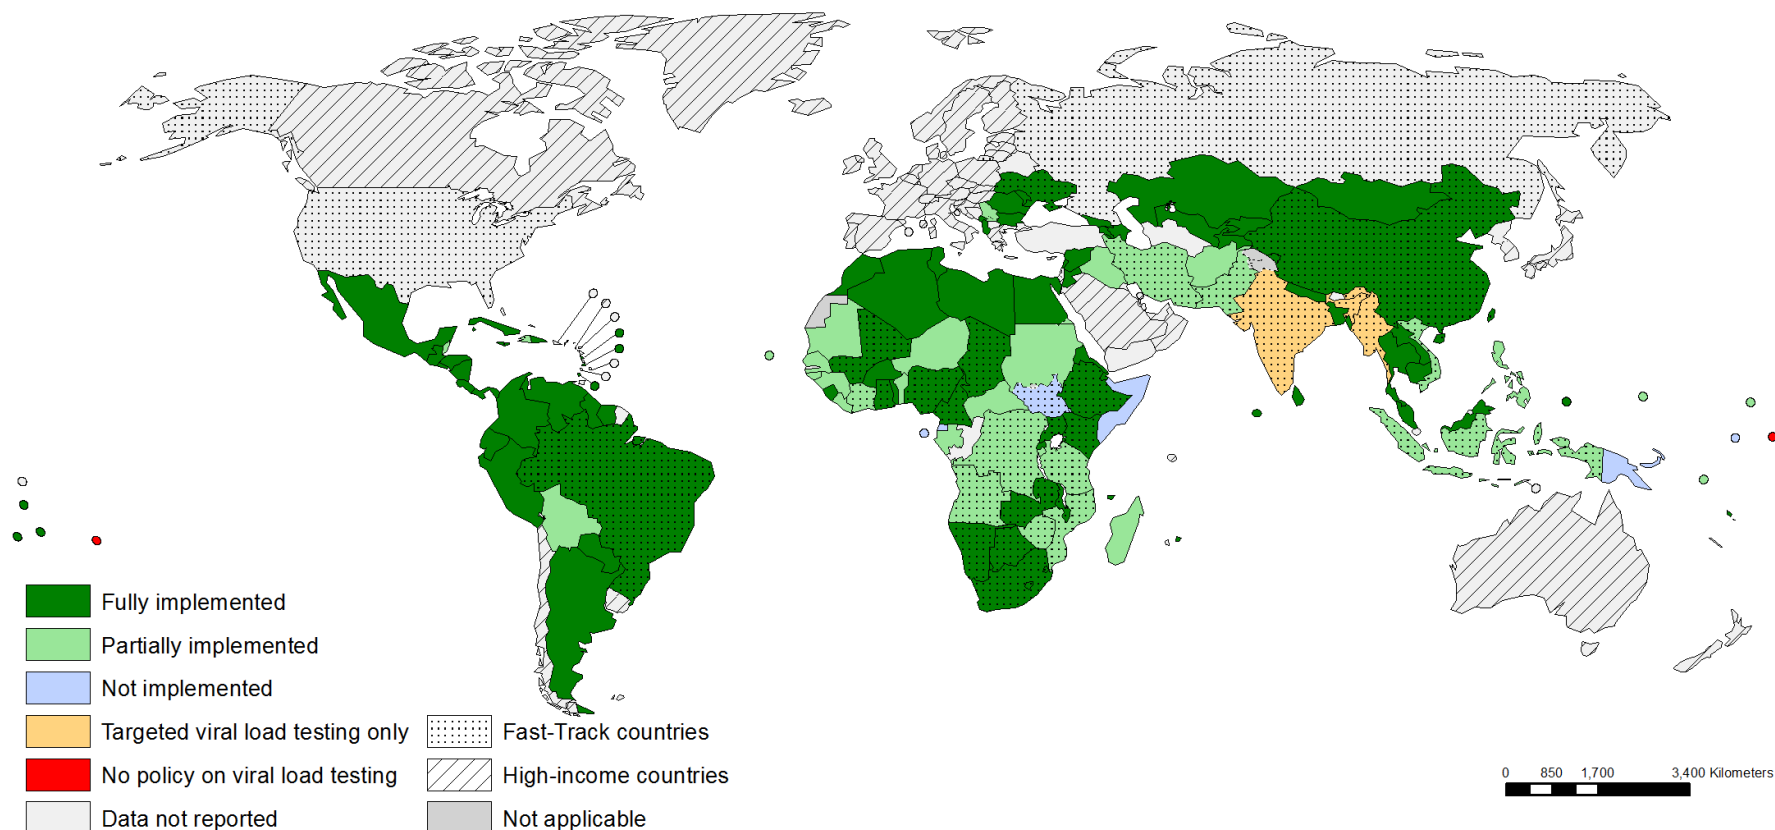 Fully implemented
Partially implemented
Not implemented
Targeted viral load testing only
No policy on viral load testing
Data not reported
Fast-Track countries
High-income countries
Not applicable
0 850 1,700 3,400 Kilometers